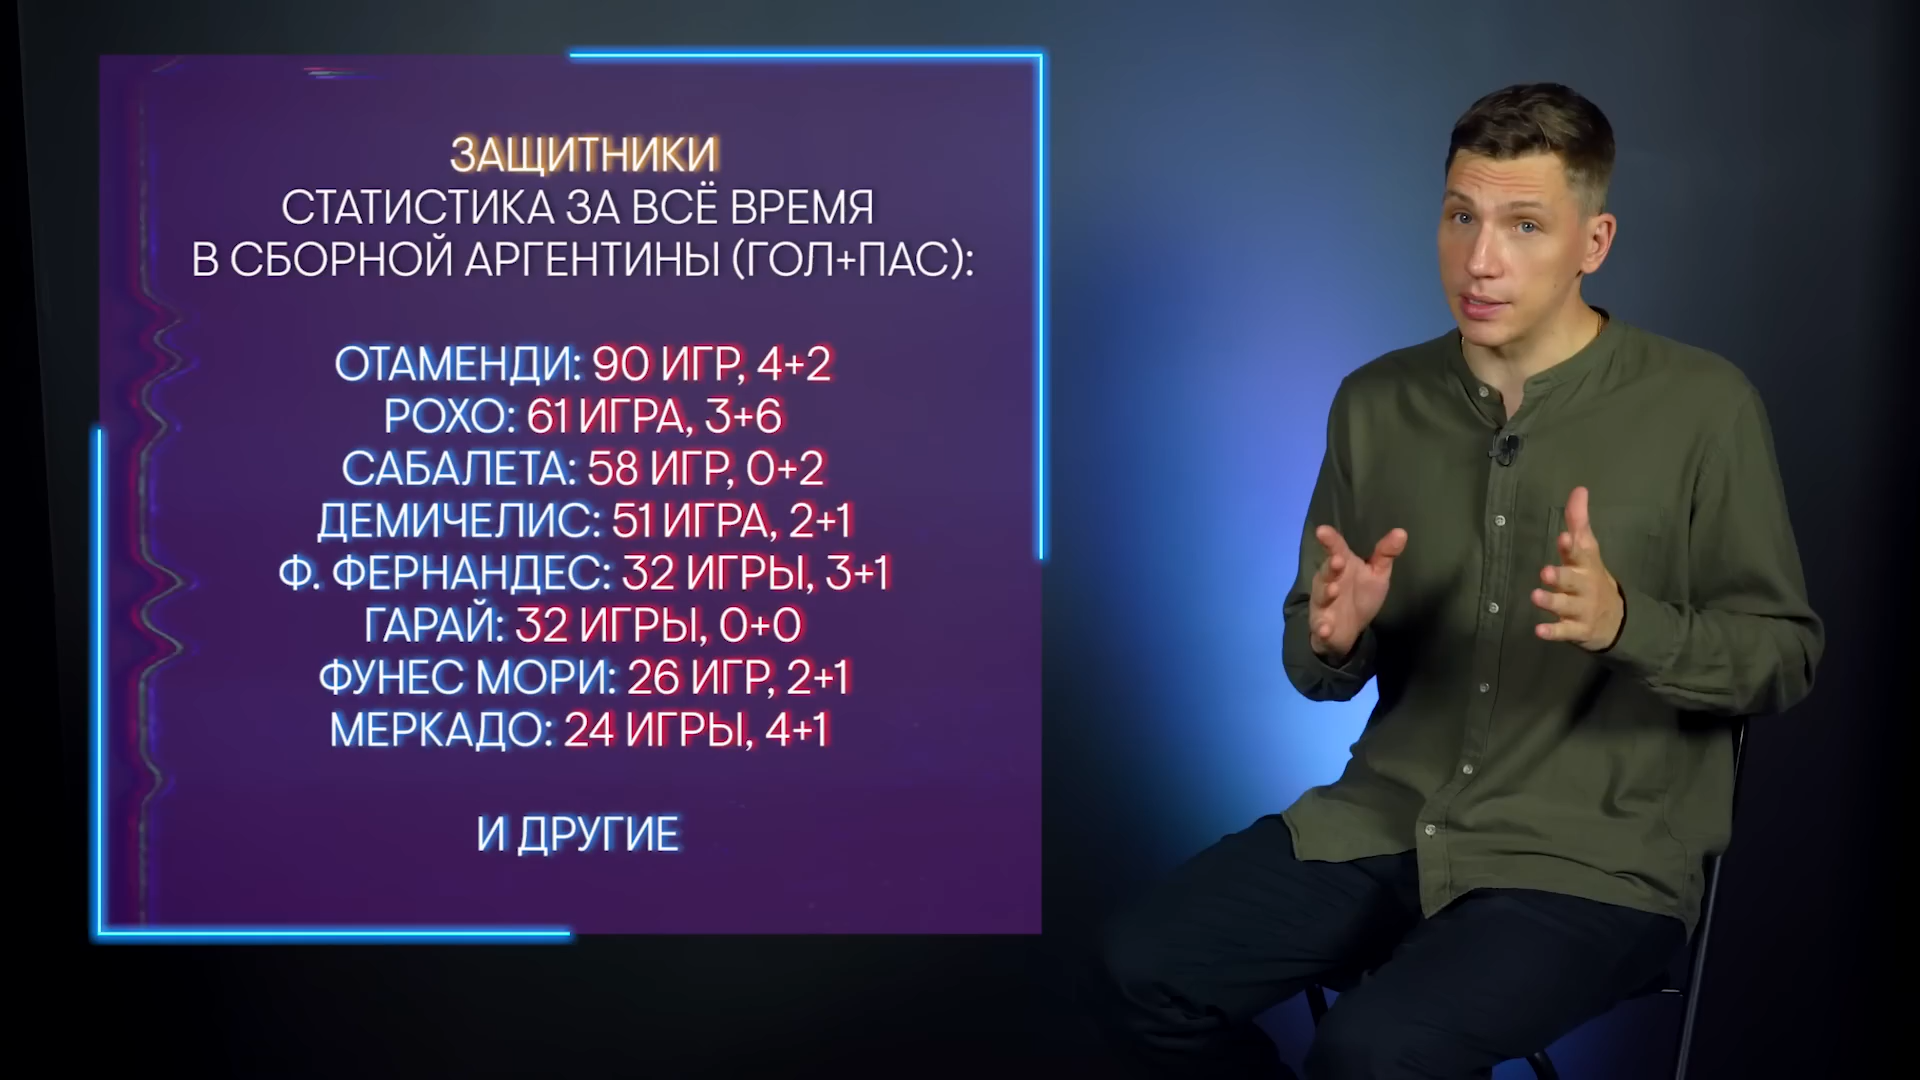 ЗАЩИТНИКИ
СТАТИСТИКА ЗА ВСЁ ВРЕМЯ
В СБОРНОЙ АРГЕНТИНЫ (ГОЛ+ПАС):
ОТАМЕНДИ: 90 ИГР, 4+2
РОХО: 61 ИГРА, 3+6
САБАЛЕТА: 58 ИГР, 0+2
ДЕМИЧЕЛИС: 51 ИГРА, 2+1
Ф. ФЕРНАНДЕС: 32 ИГРЫ, 3+1
ГАРАЙ: 32 ИГРЫ, 0+0
ФУНЕС МОРИ: 26 ИГР, 2+1
МЕРКАДО: 24 ИГРЫ, 4+1
И ДРУГИЕ